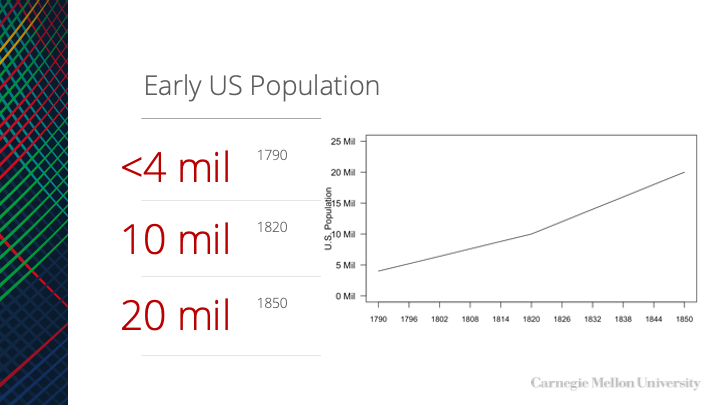 Early US Population
<4 mil 1790
10 mil 1820
20 mil 1850
U.S. Population
25 Mil
20 Mil
15 Mil
10 Mil
5 Mil
0 Mil
1790 1796 1802 1808 1814 1820 1826 1832 1838 1844 1850
Carnegie Mellon University